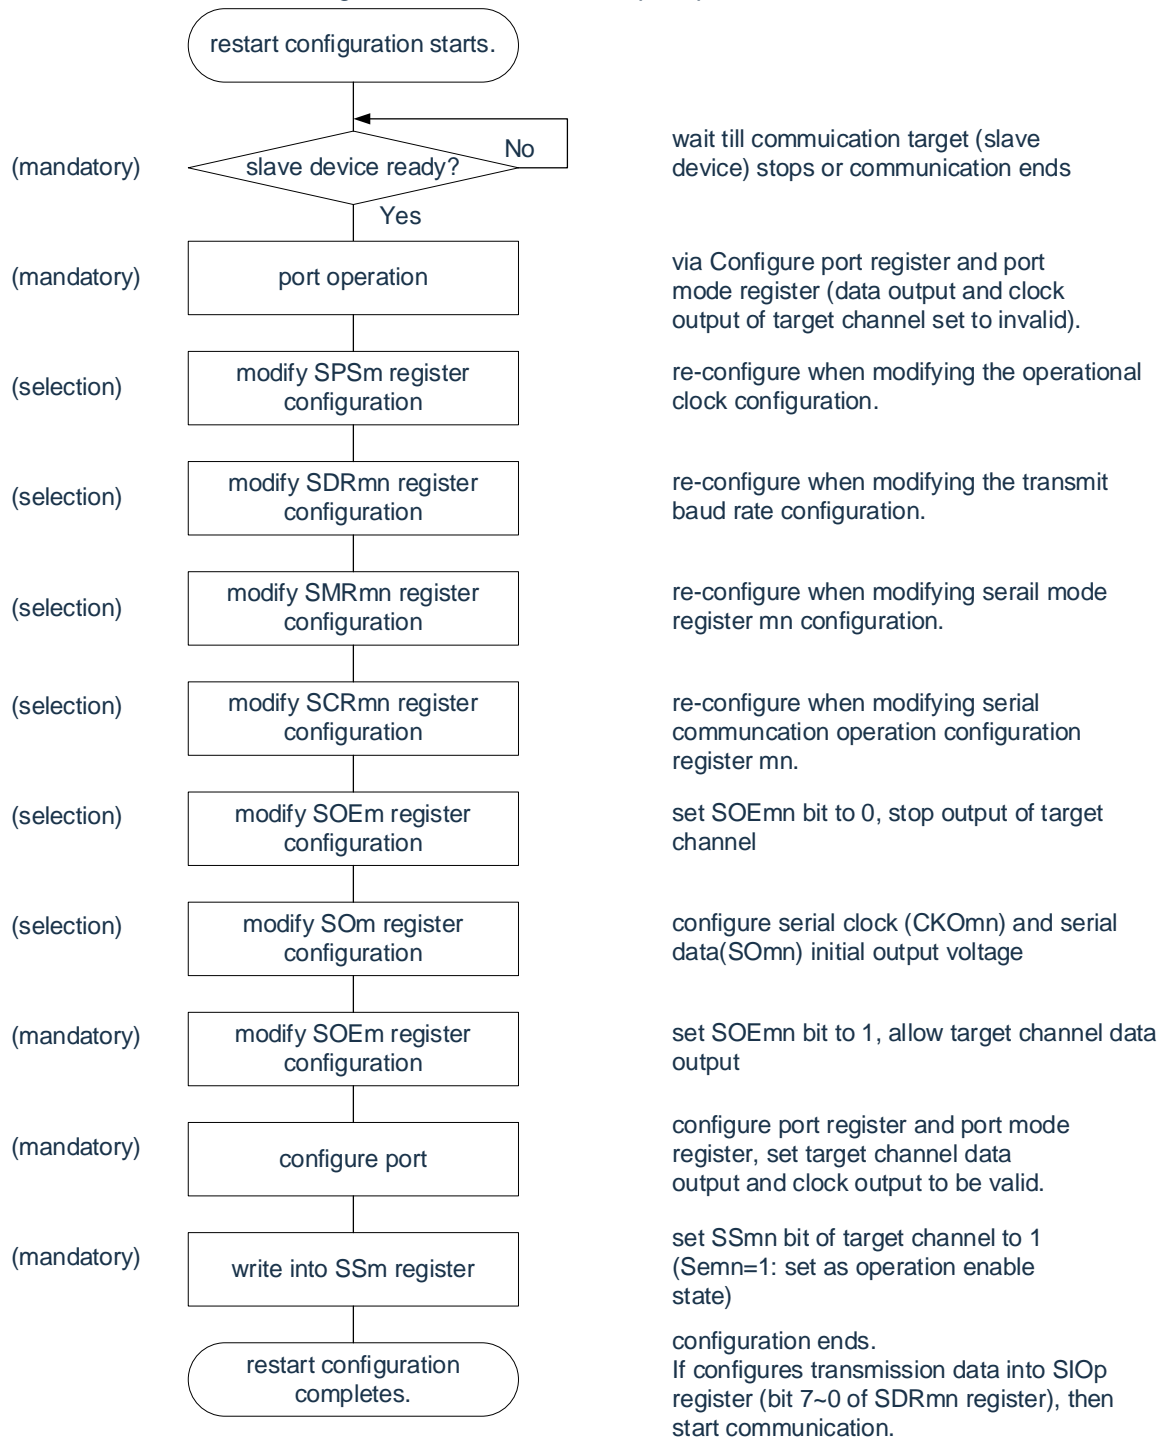 restart configuration starts.
wait till commuication target (slave
device) stops or communication ends
(mandatory)
slave device ready?
No
Yes
(mandatory)
port operation
via Configure port register and port
mode register (data output and clock
output of target channel set to invalid).
(selection)
modify SPSm register
configuration
re-configure when modifying the operational
clock configuration.
(selection)
modify SDRmn register
configuration
re-configure when modifying the transmit
baud rate configuration.
(selection)
modify SMRmn register
configuration
re-configure when modifying serail mode
register mn configuration.
(selection)
modify SCRmn register
configuration
re-configure when modifying serial
communcation operation configuration
register mn.
(selection)
modify SOEm register
configuration
set SOEmn bit to 0, stop output of target
channel
(selection)
modify SOm register
configuration
configure serial clock (CKOmn) and serial
data(SOmn) initial output voltage
(mandatory)
modify SOEm register
configuration
set SOEmn bit to 1, allow target channel data
output
(mandatory)
configure port
configure port register and port mode
register, set target channel data
output and clock output to be valid.
(mandatory)
write into SSm register
set SSmn bit of target channel to 1
(Semn=1: set as operation enable
state)
restart configuration
completes.
configuration ends.
If configures transmission data into SIOp
register (bit 7~0 of SDRmn register), then
start communication.